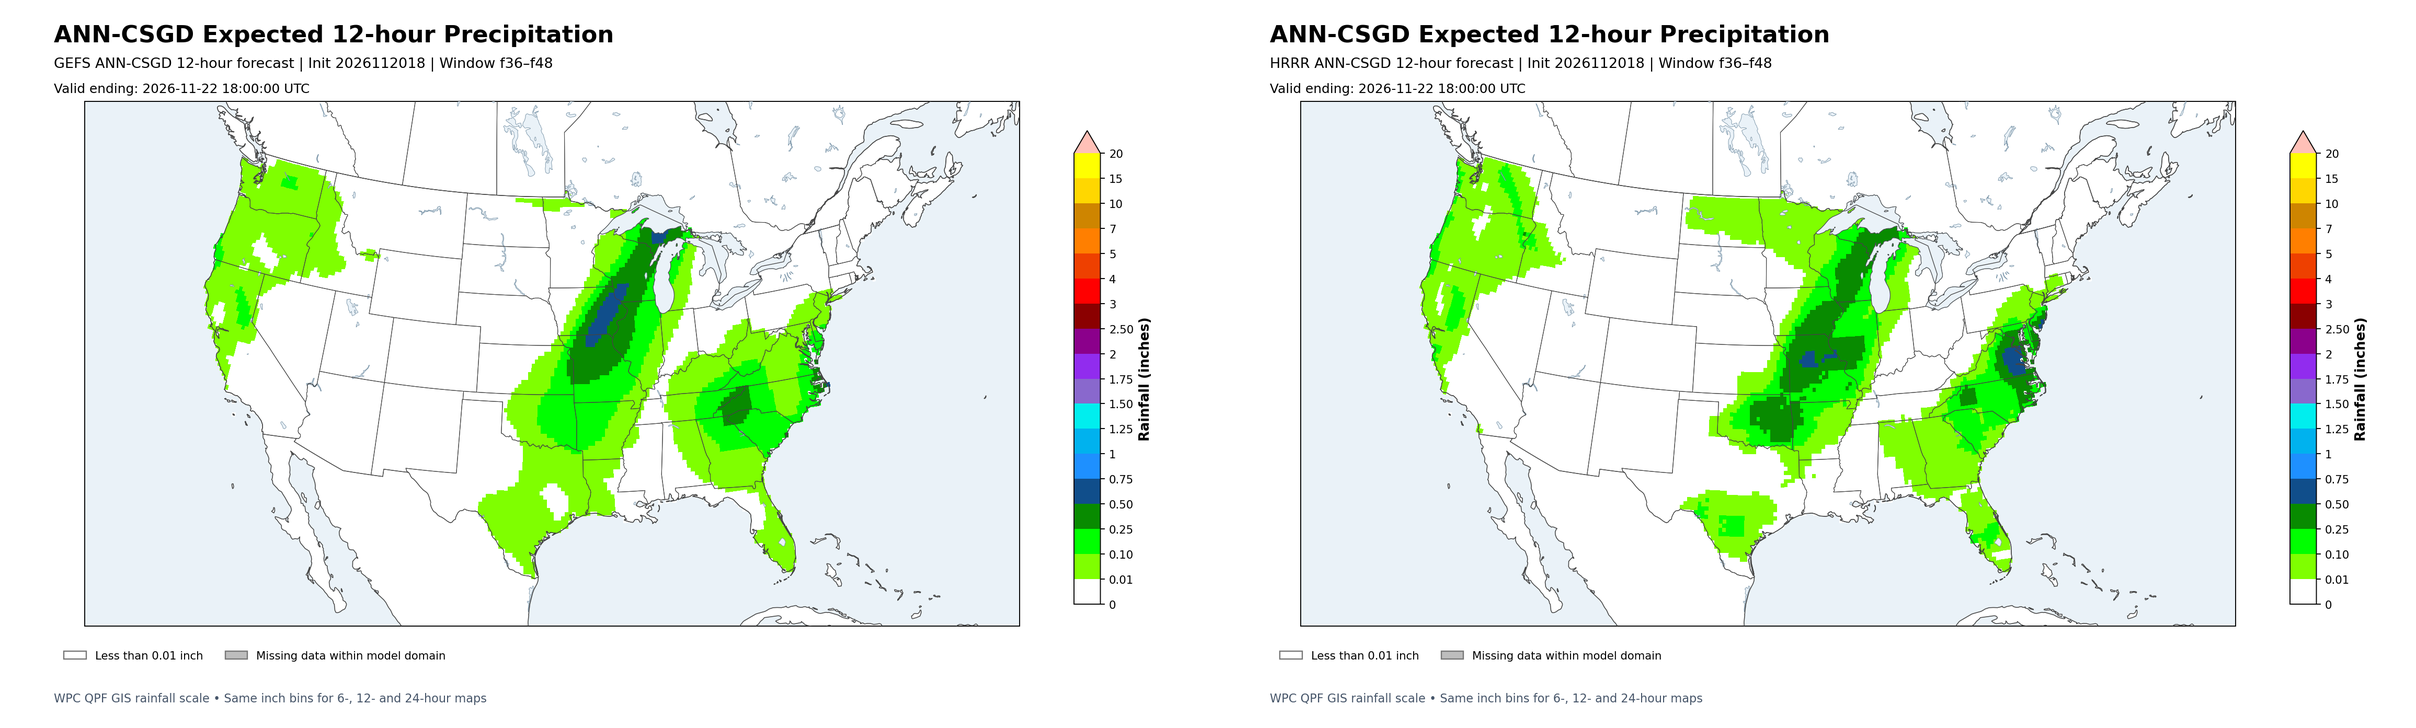 ANN-CSGD Expected 12-hour Precipitation
GEFS ANN-CSGD 12-hour forecast | Init 2026112018 | Window f36–f48
Valid ending: 2026-11-22 18:00:00 UTC
20
15
10
7
5
4
3
2.50
2
1.75
1.50
1.25
1
0.75
0.50
0.25
0.10
0.01
0
Rainfall (inches)
Less than 0.01 inch
Missing data within model domain
WPC QPF GIS rainfall scale • Same inch bins for 6-, 12- and 24-hour maps
ANN-CSGD Expected 12-hour Precipitation
HRRR ANN-CSGD 12-hour forecast | Init 2026112018 | Window f36–f48
Valid ending: 2026-11-22 18:00:00 UTC
20
15
10
7
5
4
3
2.50
2
1.75
1.50
1.25
1
0.75
0.50
0.25
0.10
0.01
0
Rainfall (inches)
Less than 0.01 inch
Missing data within model domain
WPC QPF GIS rainfall scale • Same inch bins for 6-, 12- and 24-hour maps